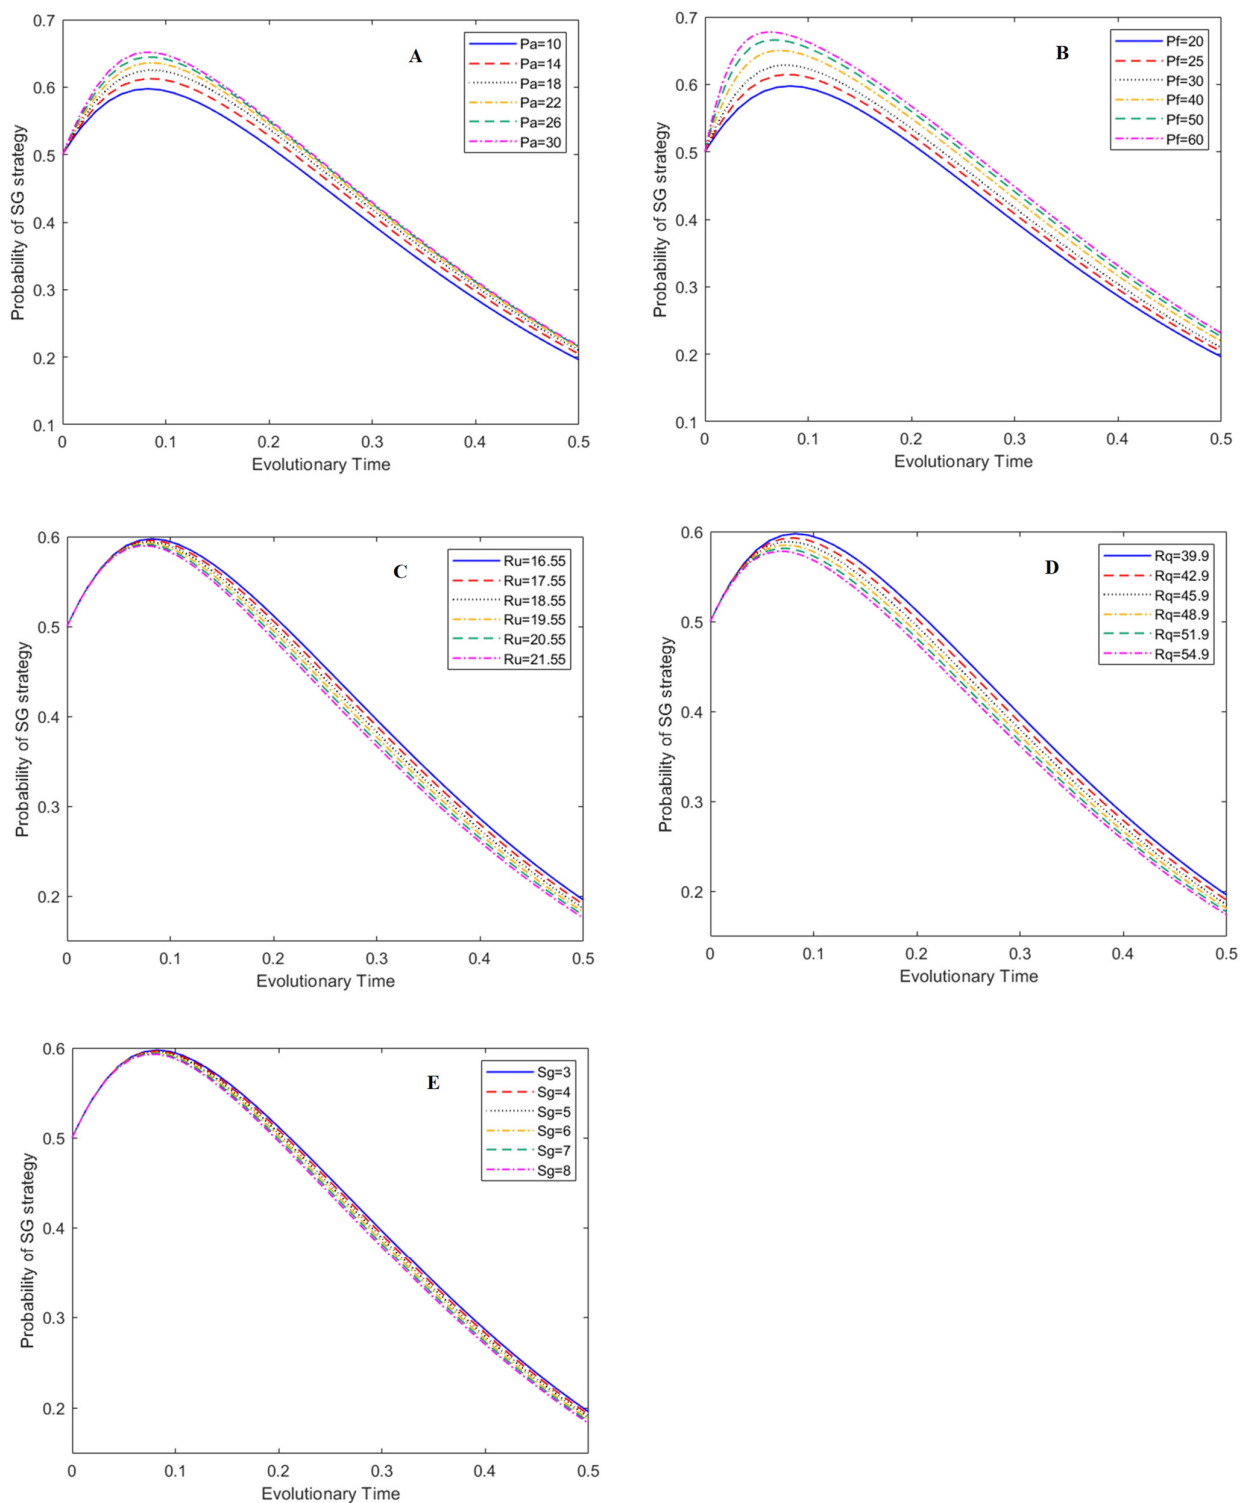 0.7
0.6
0.5
0.4
0.3
0.2
0.1
Probability of SG strategy
0
0.1
0.2
0.3
0.4
0.5
Evolutionary Time
A
Pa=10
Pa=14
Pa=18
Pa=22
Pa=26
Pa=30
0.7
0.6
0.5
0.4
0.3
0.2
0.1
Probability of SG strategy
0
0.1
0.2
0.3
0.4
0.5
Evolutionary Time
B
Pf=20
Pf=25
Pf=30
Pf=40
Pf=50
Pf=60
0.6
0.5
0.4
0.3
0.2
Probability of SG strategy
0
0.1
0.2
0.3
0.4
0.5
Evolutionary Time
C
Ru=16.55
Ru=17.55
Ru=18.55
Ru=19.55
Ru=20.55
Ru=21.55
0.6
0.5
0.4
0.3
0.2
Probability of SG strategy
0
0.1
0.2
0.3
0.4
0.5
Evolutionary Time
D
Rq=39.9
Rq=42.9
Rq=45.9
Rq=48.9
Rq=51.9
Rq=54.9
0.6
0.5
0.4
0.3
0.2
Probability of SG strategy
0
0.1
0.2
0.3
0.4
0.5
Evolutionary Time
E
Sg=3
Sg=4
Sg=5
Sg=6
Sg=7
Sg=8